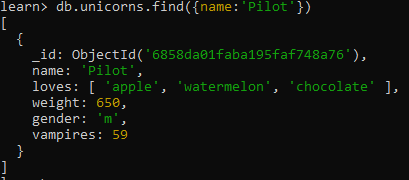 learn> db.unicorns.find({name:'Pilot'})
[
  {
    _id: ObjectId('6858da01faba195faf748a76'),
    name: 'Pilot',
    loves: [ 'apple', 'watermelon', 'chocolate' ],
    weight: 650,
    gender: 'm',
    vampires: 59
  }
]